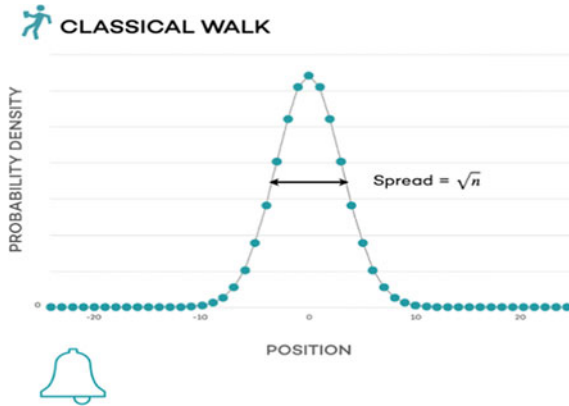 CLASSICAL WALK
PROBABILITY DENSITY
Spread = √n
0
-20
-10
0
10
20
POSITION